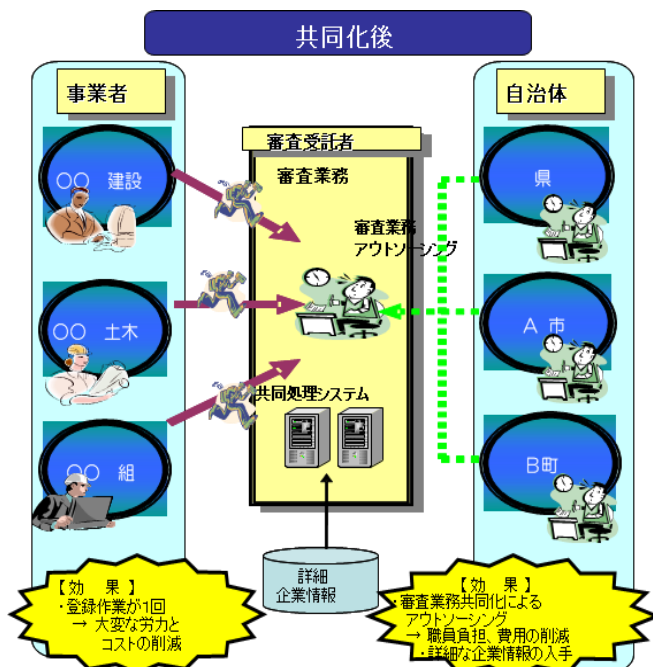 共同化後
事業者
〇〇 建設
〇〇 土木
〇〇 組
【 効 果 】
・登録作業が1回
→ 大変な労力と
コストの削減
審査受託者
審査業務
審査業務
アウトソーシング
共同処理システム
詳細
企業情報
自治体
県
A 市
B町
【 効 果 】
・審査業務共同化による
アウトソーシング
→ 職員負担、費用の削減
・詳細な企業情報の入手